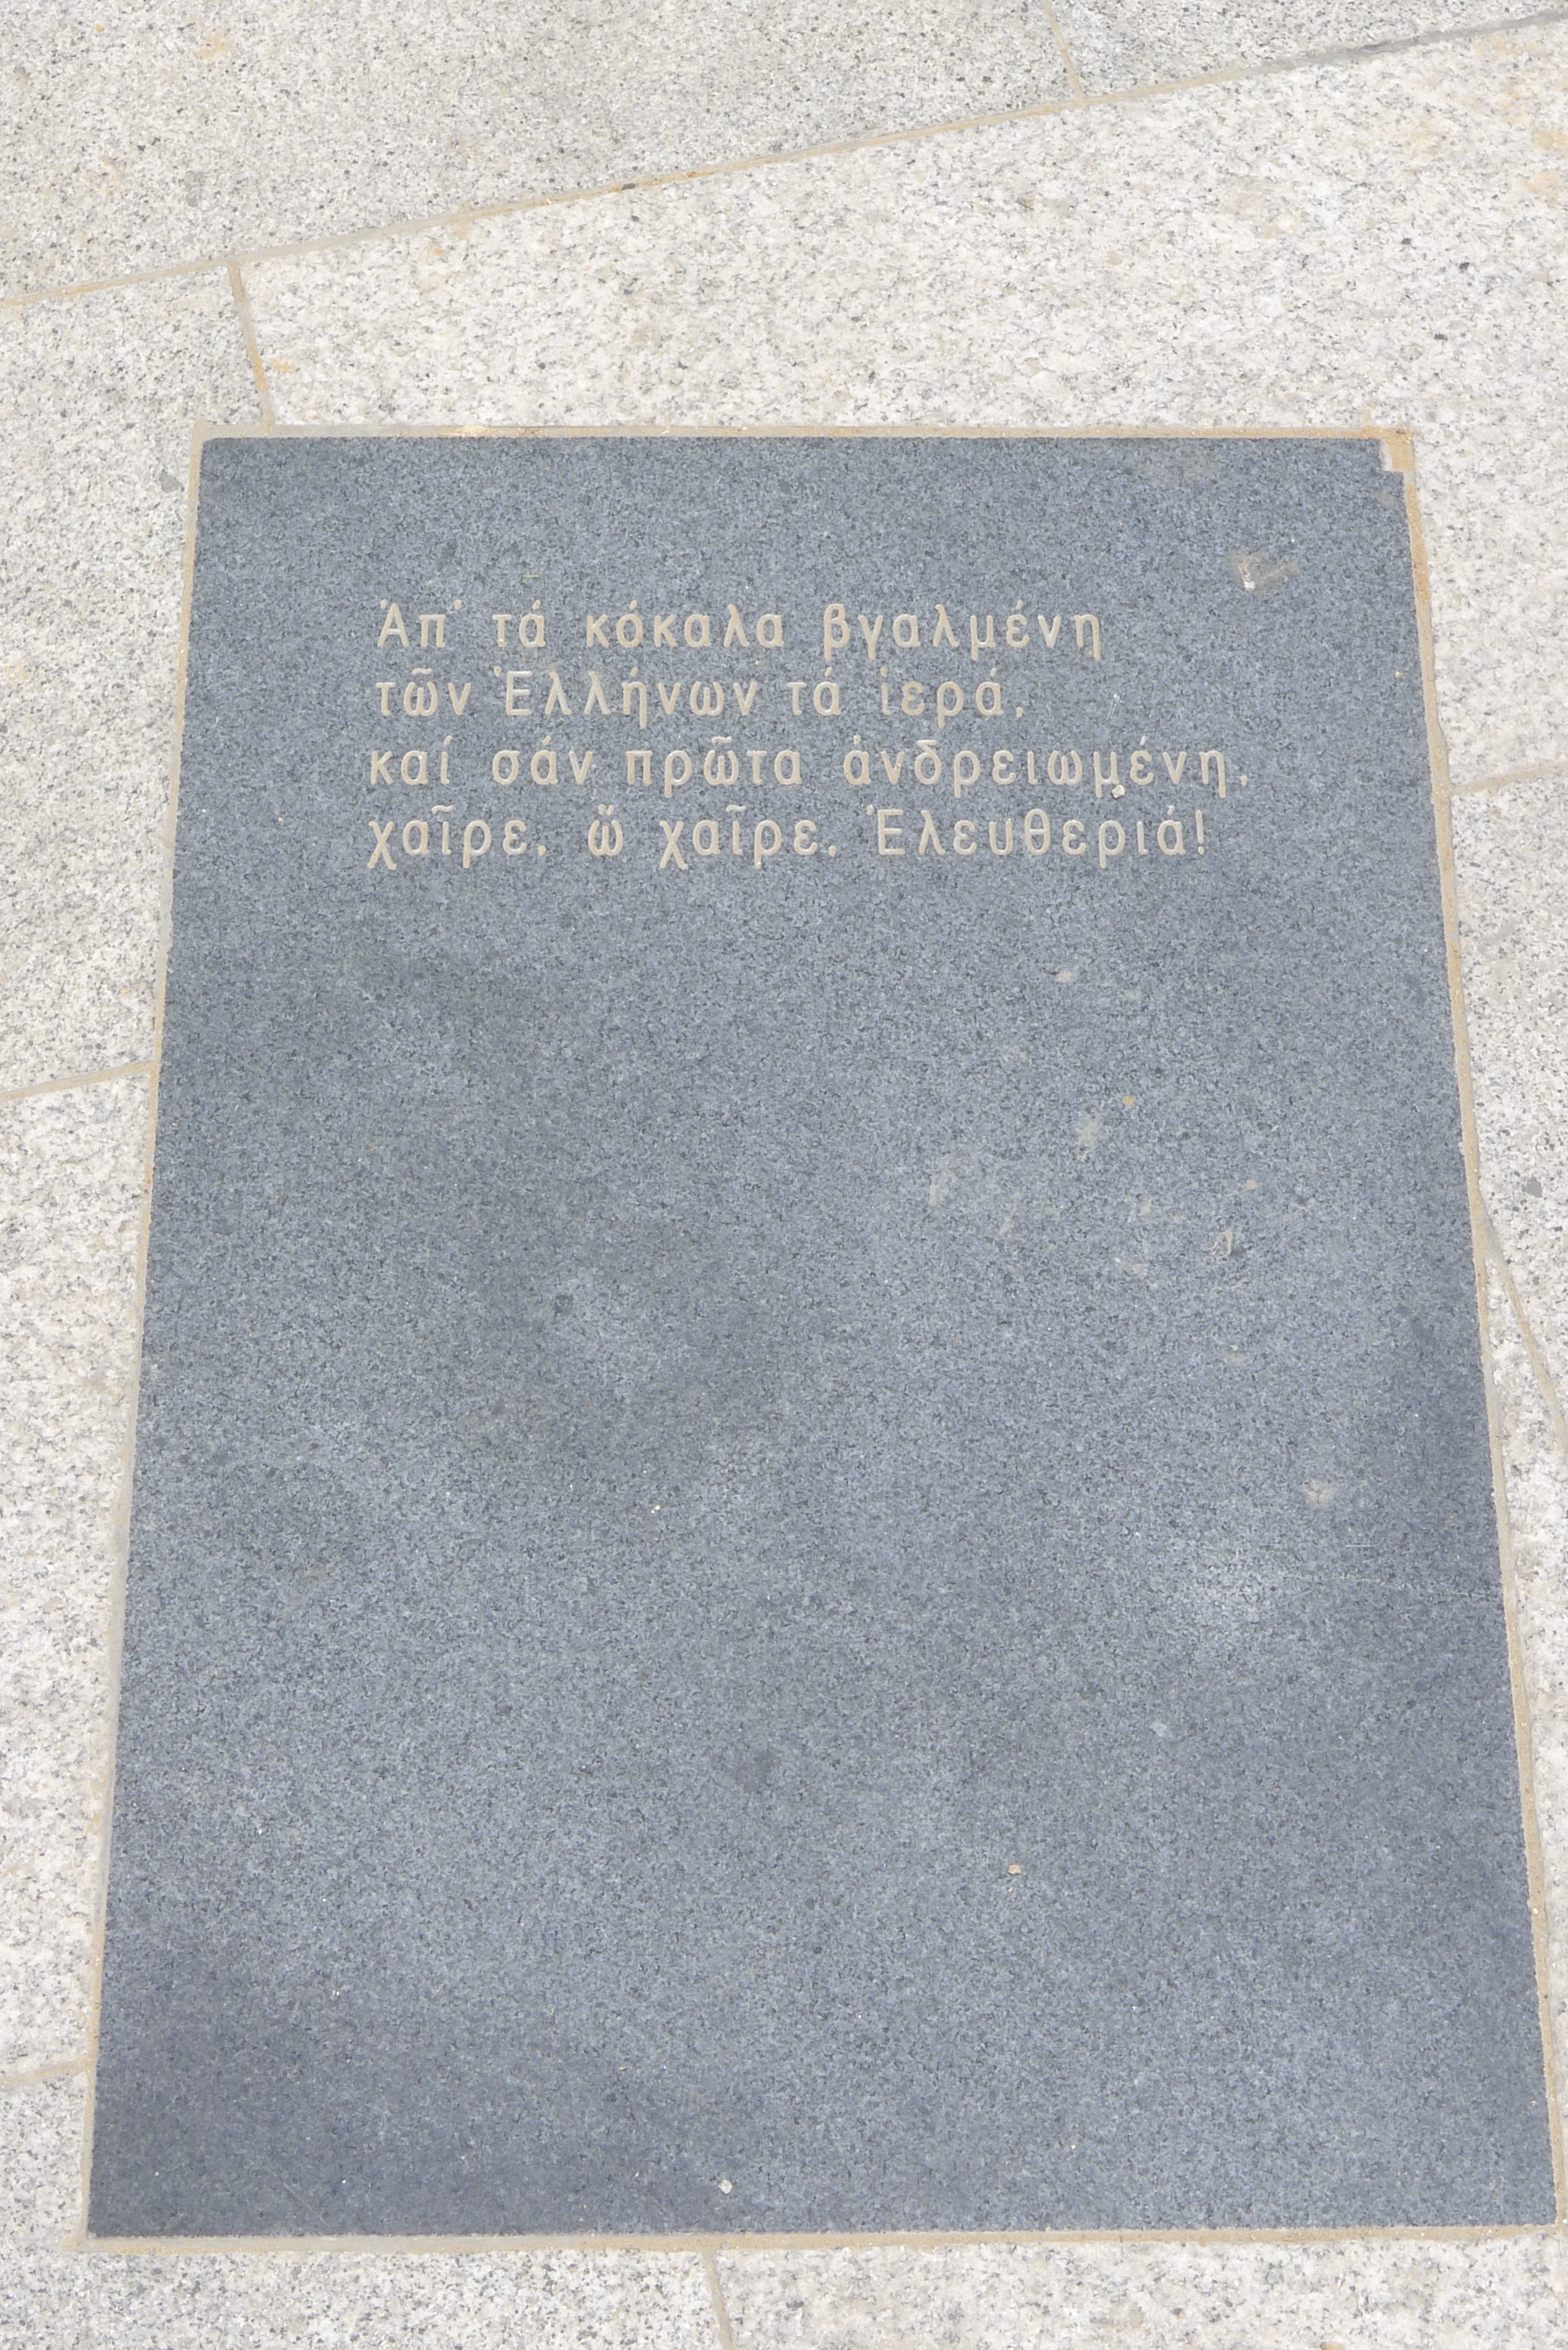 Ἀπ' τά κόκαλα βγαλμένη
τῶν Ἑλλήνων τά ἱερά,
καί σάν πρῶτα ἀνδρειωμένη,
χαῖρε, ὤ χαῖρε, Ἐλευθεριά!